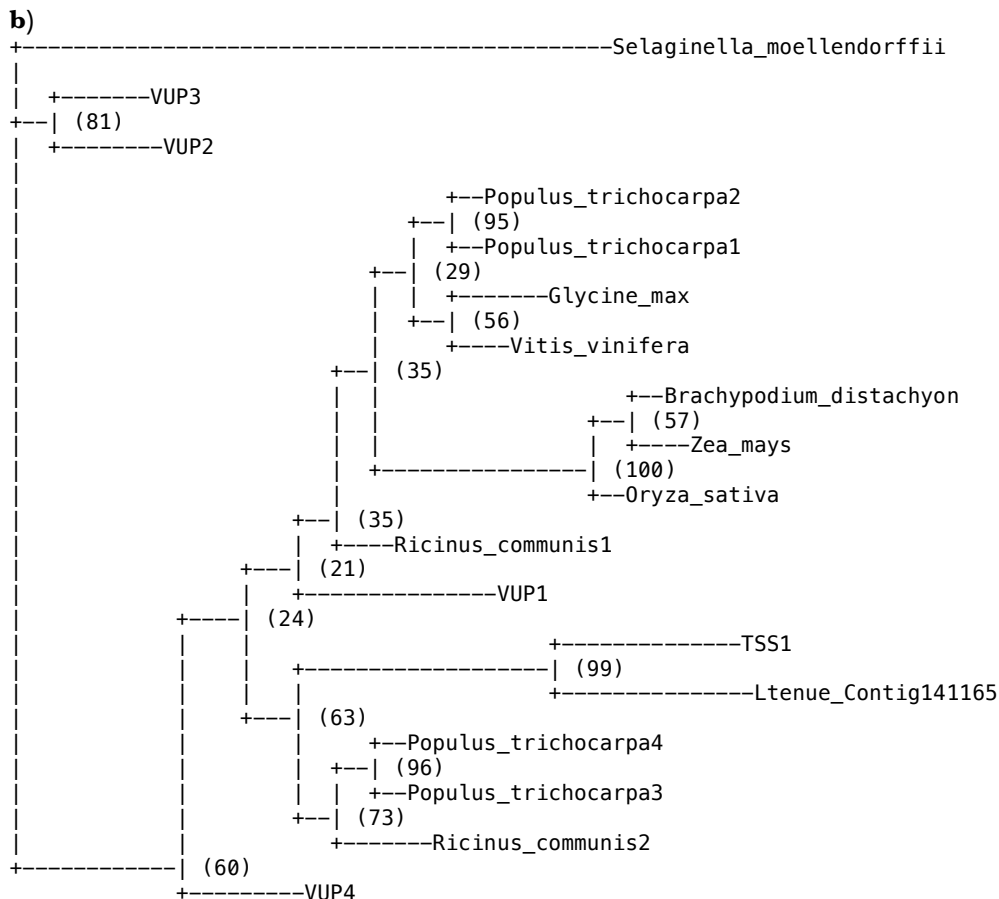 b)
Selaginella_moellendorffii
VUP3
(81)
VUP2
Populus_trichocarpa2
(95)
Populus_trichocarpa1
(29)
Glycine_max
(56)
Vitis_vinifera
(35)
Brachypodium_distachyon
(57)
Zea_mays
(100)
Oryza_sativa
(35)
Ricinus_communis1
(21)
VUP1
(24)
TSS1
(99)
Ltenue_Contig141165
(63)
Populus_trichocarpa4
(96)
Populus_trichocarpa3
(73)
Ricinus_communis2
(60)
VUP4